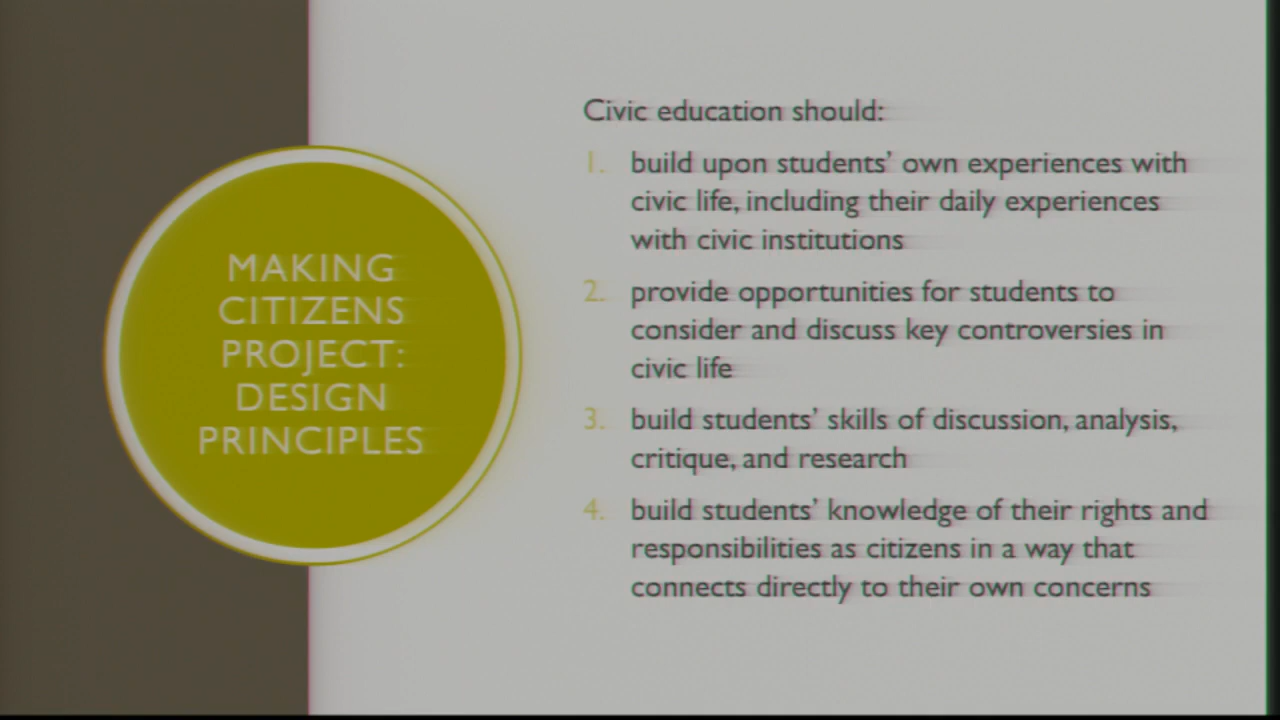 MAKING
CITIZENS
PROJECT:
DESIGN
PRINCIPLES
Civic education should:
1. build upon students’ own experiences with
civic life, including their daily experiences
with civic institutions
2. provide opportunities for students to
consider and discuss key controversies in
civic life
3. build students’ skills of discussion, analysis,
critique, and research
4. build students’ knowledge of their rights and
responsibilities as citizens in a way that
connects directly to their own concerns